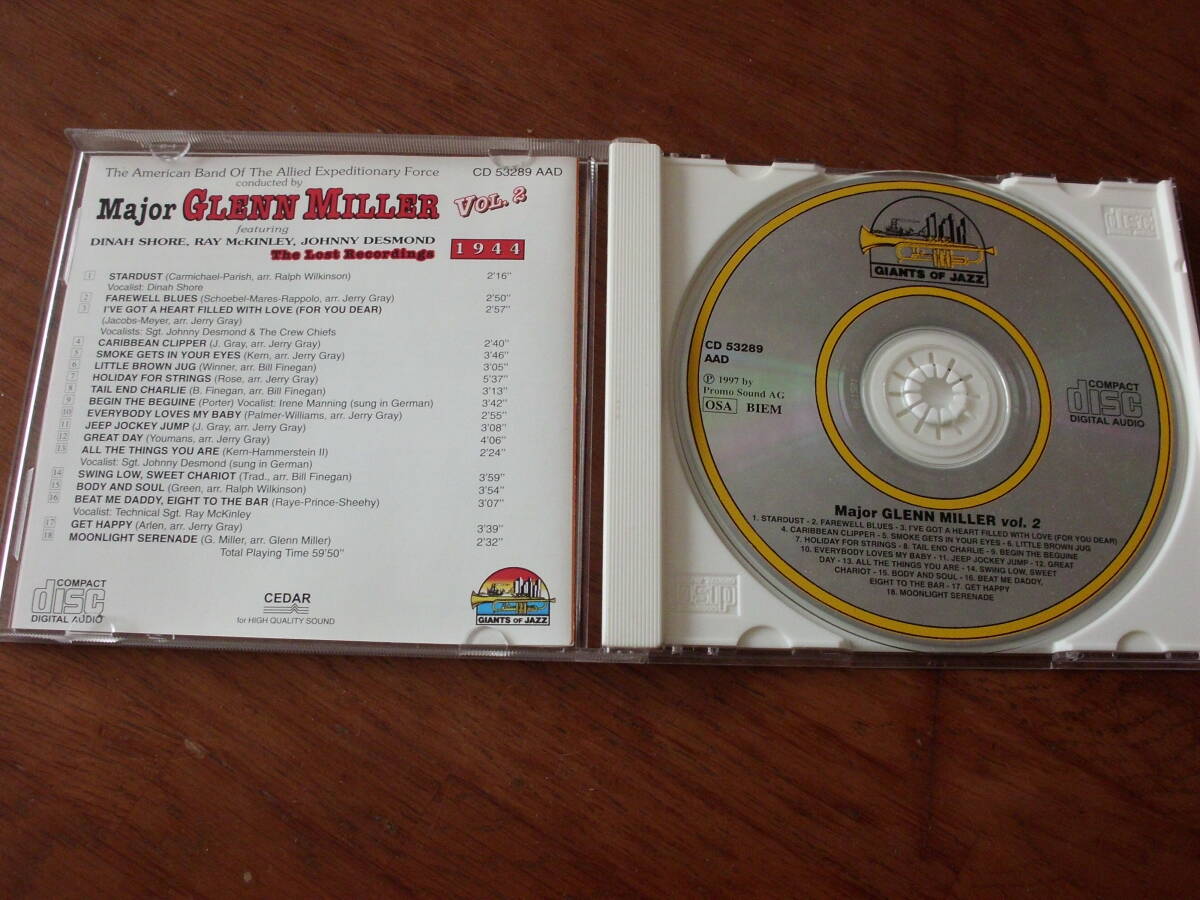 The American Band Of The Allied Expeditionary Force
CD 53289 AAD
conducted by
Major GLENN MILLER VOL. 2
featuring
DINAH SHORE, RAY McKINLEY, JOHNNY DESMOND
The Lost Recordings
1944
1 STARDUST (Carmichael-Parish, arr. Ralph Wilkinson) 2'16"
Vocalist: Dinah Shore
2 FAREWELL BLUES (Schoebel-Mares-Rappolo, arr. Jerry Gray) 2'50"
3 I'VE GOT A HEART FILLED WITH LOVE (FOR YOU DEAR) 2'57"
(Jacobs-Meyer, arr. Jerry Gray)
Vocalists: Sgt. Johnny Desmond & The Crew Chiefs
4 CARIBBEAN CLIPPER (J. Gray, arr. Jerry Gray) 2'40"
5 SMOKE GETS IN YOUR EYES (Kern, arr. Jerry Gray) 3'46"
6 LITTLE BROWN JUG (Winner, arr. Bill Finegan) 3'05"
7 HOLIDAY FOR STRINGS (Rose, arr. Jerry Gray) 5'37"
8 TAIL END CHARLIE (B. Finegan, arr. Bill Finegan) 3'13"
9 BEGIN THE BEGUINE (Porter) Vocalist: Irene Manning (sung in German) 3'42"
10 EVERYBODY LOVES MY BABY (Palmer-Williams, arr. Jerry Gray) 2'55"
11 JEEP JOCKEY JUMP (J. Gray, arr. Jerry Gray) 3'08"
12 GREAT DAY (Youmans, arr. Jerry Gray) 4'06"
13 ALL THE THINGS YOU ARE (Kern-Hammerstein II) 2'24"
Vocalist: Sgt. Johnny Desmond (sung in German)
14 SWING LOW, SWEET CHARIOT (Trad., arr. Bill Finegan) 3'59"
15 BODY AND SOUL (Green, arr. Ralph Wilkinson) 3'54"
16 BEAT ME DADDY, EIGHT TO THE BAR (Raye-Prince-Sheehy) 3'07"
Vocalist: Technical Sgt. Ray McKinley
17 GET HAPPY (Arlen, arr. Jerry Gray) 3'39"
18 MOONLIGHT SERENADE (G. Miller, arr. Glenn Miller) 2'32"
Total Playing Time 59'50"
COMPACT
disc
DIGITAL AUDIO
CEDAR
for HIGH QUALITY SOUND
GIANTS OF JAZZ
GIANTS OF JAZZ
CD 53289
AAD
℗ 1997 by
Promo Sound AG
OSA BIEM
COMPACT
disc
DIGITAL AUDIO
Major GLENN MILLER vol. 2
1. STARDUST - 2. FAREWELL BLUES - 3. I'VE GOT A HEART FILLED WITH LOVE (FOR YOU DEAR)
4. CARIBBEAN CLIPPER - 5. SMOKE GETS IN YOUR EYES - 6. LITTLE BROWN JUG
7. HOLIDAY FOR STRINGS - 8. TAIL END CHARLIE - 9. BEGIN THE BEGUINE
10. EVERYBODY LOVES MY BABY - 11. JEEP JOCKEY JUMP - 12. GREAT
DAY - 13. ALL THE THINGS YOU ARE - 14. SWING LOW, SWEET
CHARIOT - 15. BODY AND SOUL - 16. BEAT ME DADDY,
EIGHT TO THE BAR - 17. GET HAPPY
18. MOONLIGHT SERENADE
disc
disc